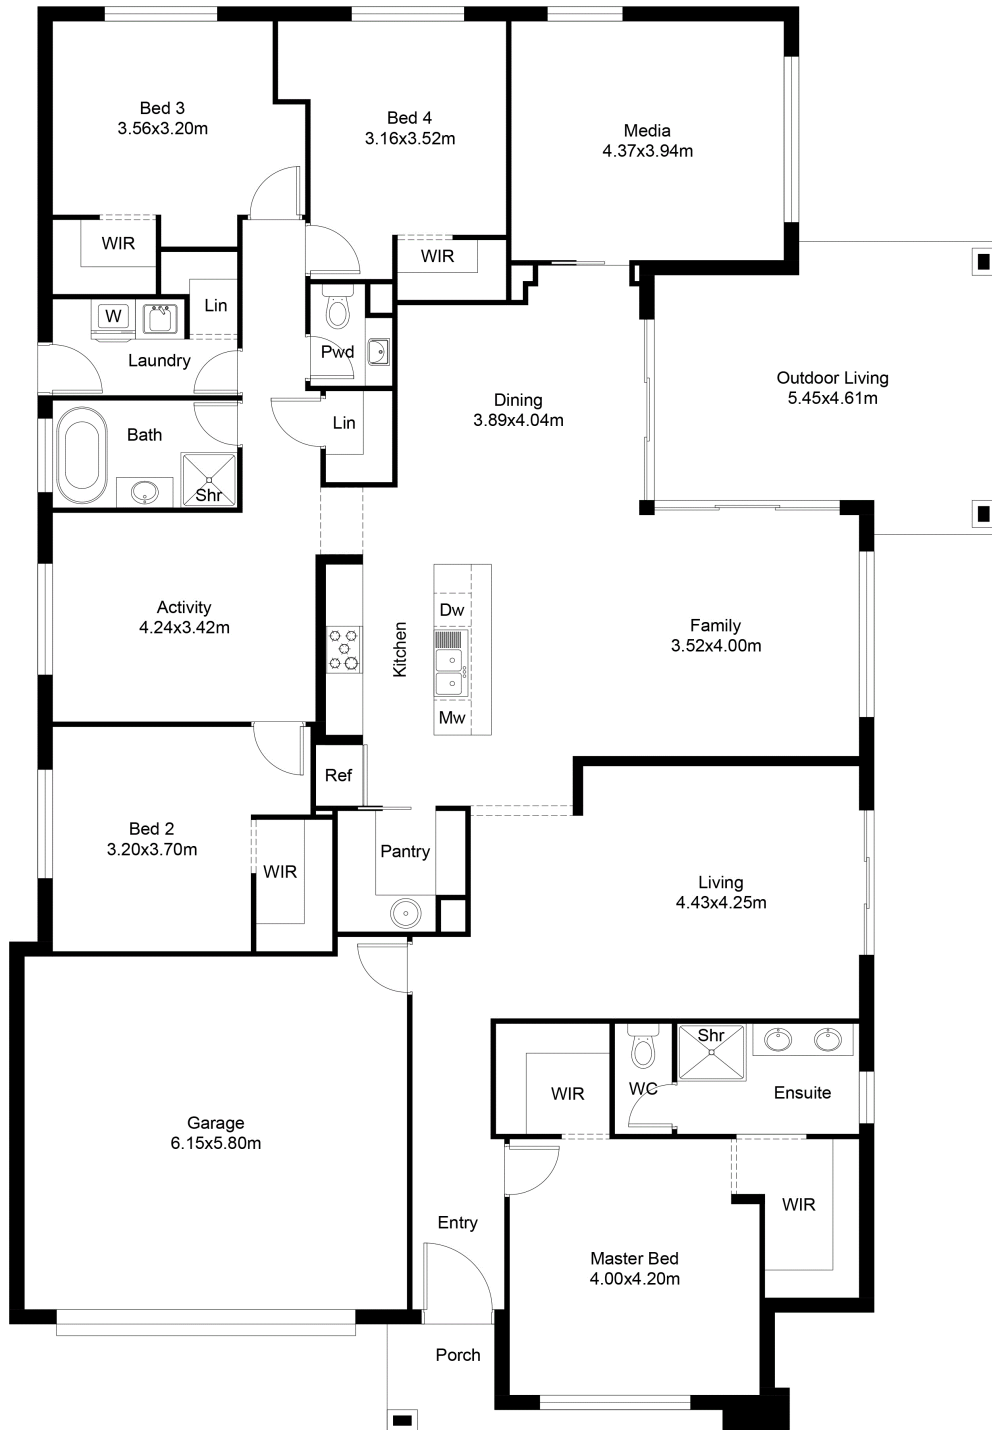 Bed 3
3.56x3.20m
Bed 4
3.16x3.52m
Media
4.37x3.94m
WIR
WIR
Lin
W
Laundry
Pwd
Outdoor Living
5.45x4.61m
Dining
3.89x4.04m
Lin
Bath
Shr
Activity
4.24x3.42m
Kitchen
Dw
Mw
Family
3.52x4.00m
Ref
Bed 2
3.20x3.70m
WIR
Pantry
Living
4.43x4.25m
Shr
WIR
WC
Ensuite
Garage
6.15x5.80m
WIR
Entry
Master Bed
4.00x4.20m
Porch